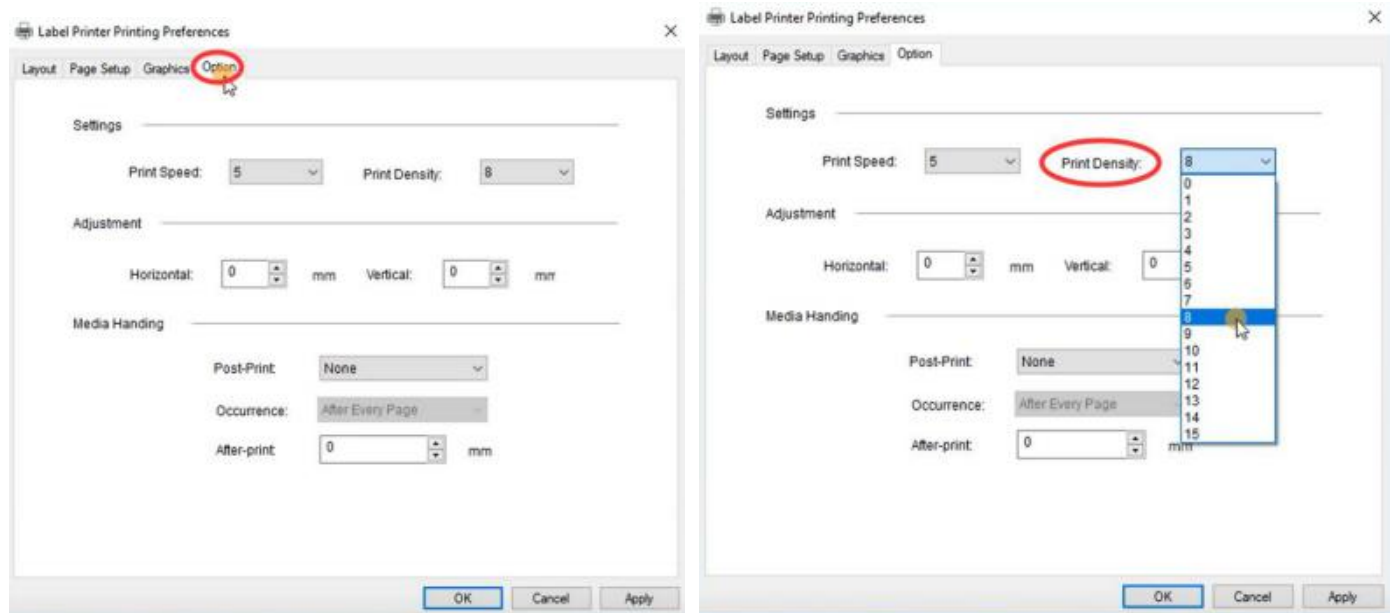 Label Printer Printing Preferences
Layout Page Setup Graphics Option
Settings
Print Speed: 5 Print Density: 8
Adjustment
Horizontal: 0 mm Vertical: 0 mm
Media Handing
Post-Print: None
Occurrence: After Every Page
After-print: 0 mm
OK Cancel Apply
Label Printer Printing Preferences
Layout Page Setup Graphics Option
Settings
Print Speed: 5 Print Density: 8
0
1
2
3
4
5
6
7
8
9
10
11
12
13
14
15
Adjustment
Horizontal: 0 mm Vertical: 0
Media Handing
Post-Print: None
Occurrence: After Every Page
After-print: 0 mm
OK Cancel Apply